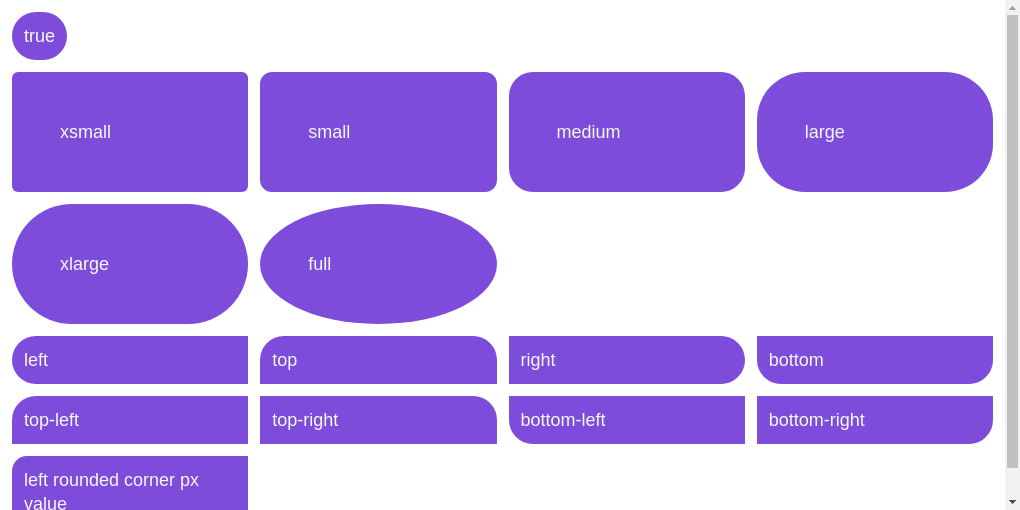 true
xsmall
small
medium
large
xlarge
full
left
top
right
bottom
top-left
top-right
bottom-left
bottom-right
left rounded corner px
value